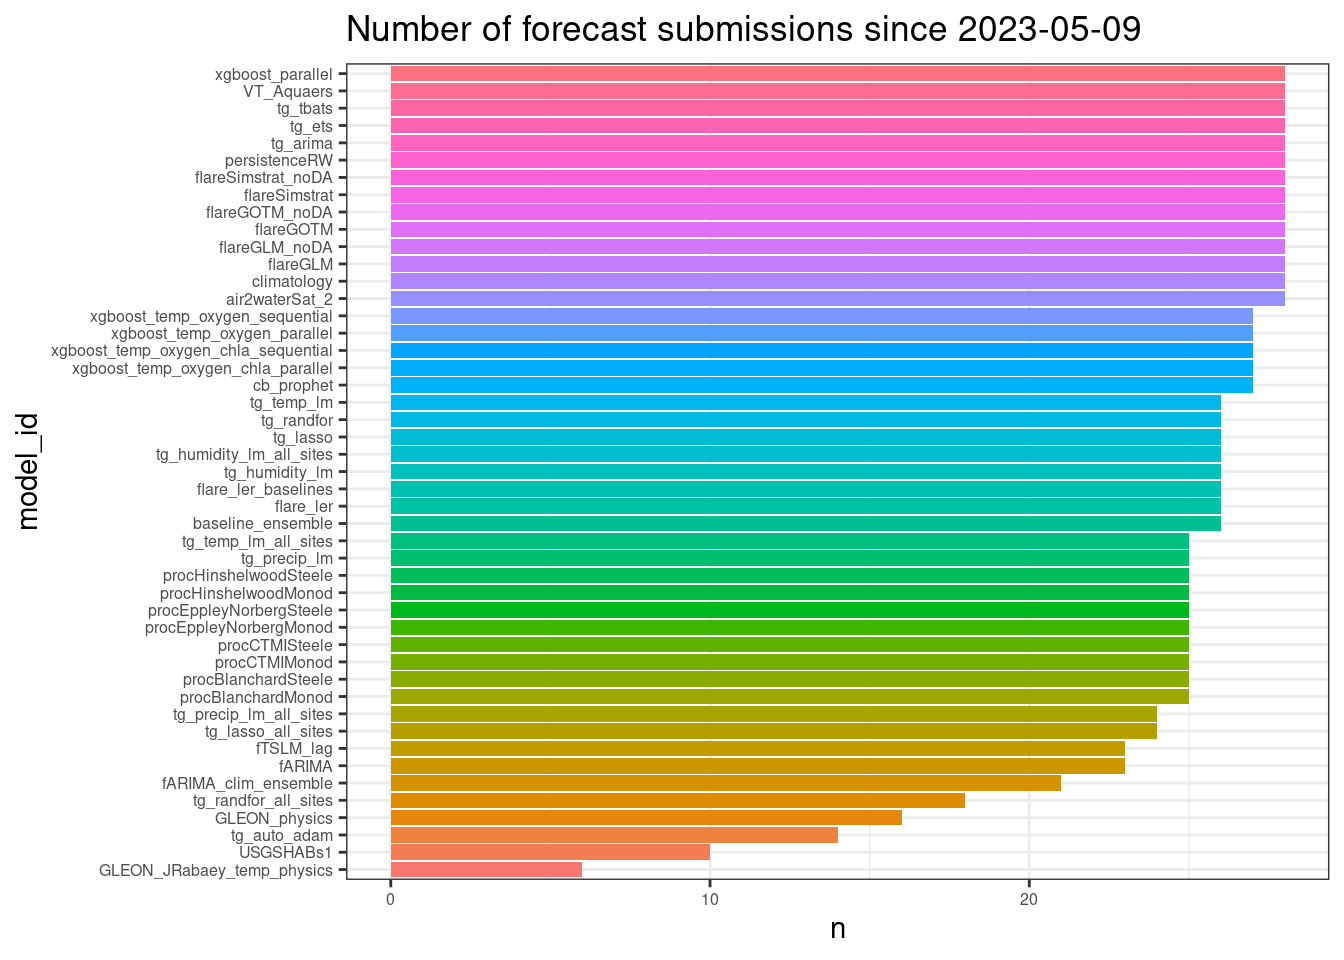 Number of forecast submissions since 2023-05-09
xgboost_parallel
VT_Aquaers
tg_tbats
tg_ets
tg_arima
persistenceRW
flareSimstrat_noDA
flareSimstrat
flareGOTM_noDA
flareGOTM
flareGLM_noDA
flareGLM
climatology
air2waterSat_2
xgboost_temp_oxygen_sequential
xgboost_temp_oxygen_parallel
xgboost_temp_oxygen_chla_sequential
xgboost_temp_oxygen_chla_parallel
cb_prophet
tg_temp_lm
tg_randfor
tg_lasso
tg_humidity_lm_all_sites
tg_humidity_lm
flare_ler_baselines
flare_ler
baseline_ensemble
tg_temp_lm_all_sites
tg_precip_lm
procHinshelwoodSteele
procHinshelwoodMonod
procEppleyNorbergSteele
procEppleyNorbergMonod
procCTMISteele
procCTMIMonod
procBlanchardSteele
procBlanchardMonod
tg_precip_lm_all_sites
tg_lasso_all_sites
fTSLM_lag
fARIMA
fARIMA_clim_ensemble
tg_randfor_all_sites
GLEON_physics
tg_auto_adam
USGSHABs1
GLEON_JRabaey_temp_physics
model_id
0 10 20
n